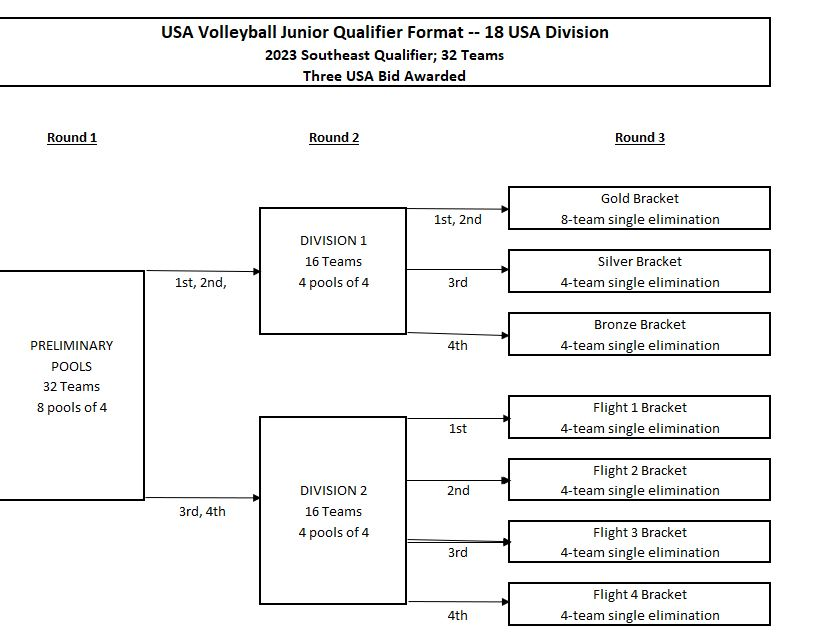 USA Volleyball Junior Qualifier Format -- 18 USA Division
2023 Southeast Qualifier; 32 Teams
Three USA Bid Awarded
Round 1
Round 2
Round 3
PRELIMINARY
POOLS
32 Teams
8 pools of 4
1st, 2nd,
3rd, 4th
DIVISION 1
16 Teams
4 pools of 4
1st, 2nd
3rd
4th
Gold Bracket
8-team single elimination
Silver Bracket
4-team single elimination
Bronze Bracket
4-team single elimination
DIVISION 2
16 Teams
4 pools of 4
1st
2nd
3rd
4th
Flight 1 Bracket
4-team single elimination
Flight 2 Bracket
4-team single elimination
Flight 3 Bracket
4-team single elimination
Flight 4 Bracket
4-team single elimination